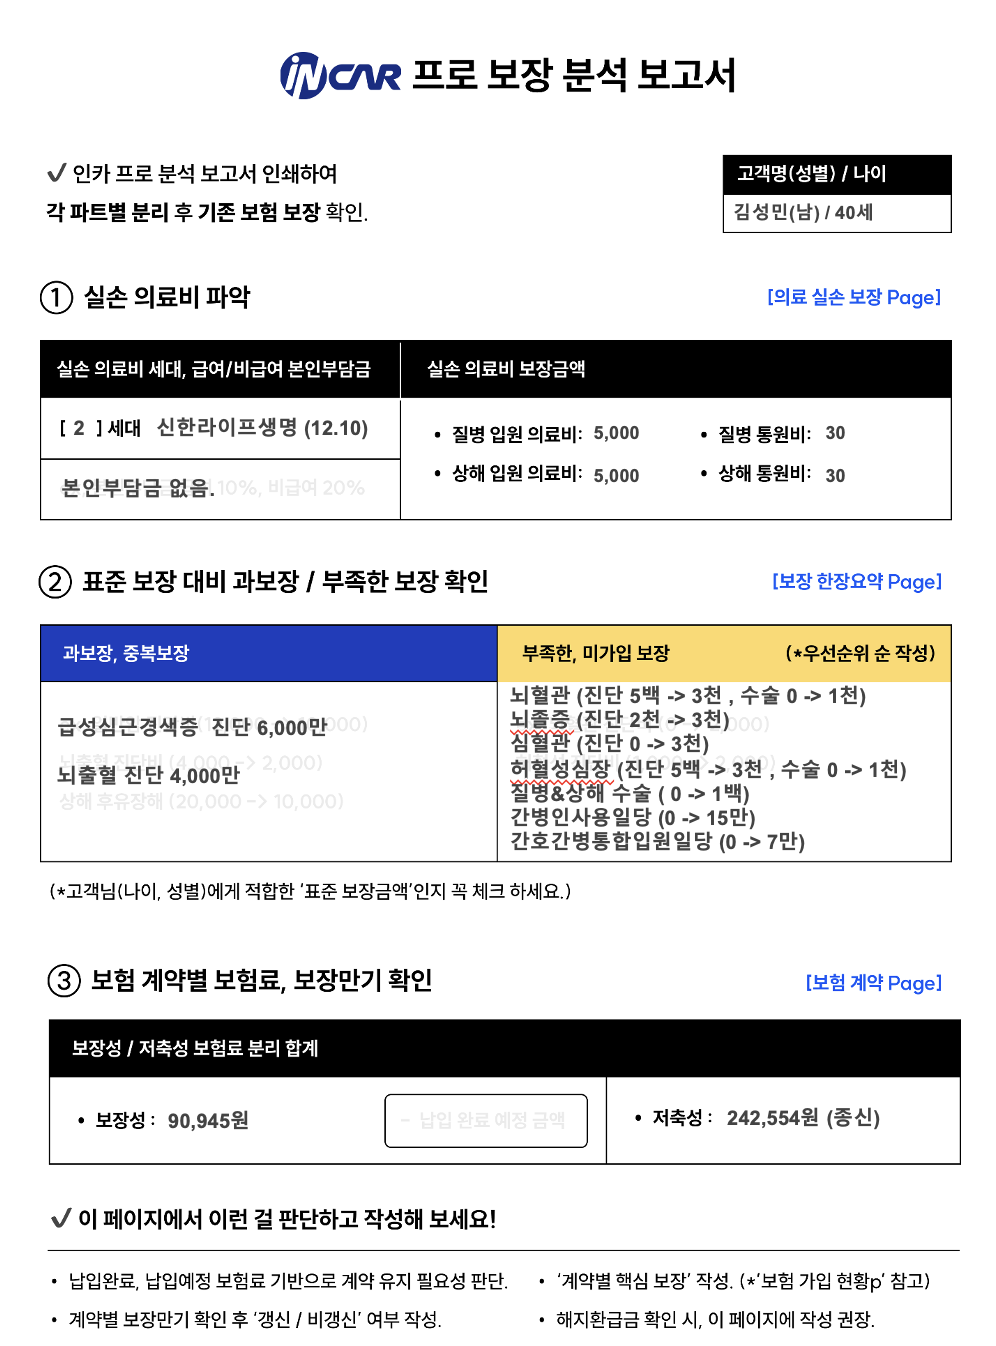 iNCAR 프로 보장 분석 보고서
✓ 인카 프로 분석 보고서 인쇄하여
각 파트별 분리 후 기존 보험 보장 확인.
고객명(성별) / 나이
김성민(남) / 40세
① 실손 의료비 파악
[의료 실손 보장 Page]
실손 의료비 세대, 급여/비급여 본인부담금
실손 의료비 보장금액
[ 2 ] 세대 신한라이프생명 (12.10)
• 질병 입원 의료비: 5,000
• 질병 통원비: 30
• 상해 입원 의료비: 5,000
• 상해 통원비: 30
본인부담금 없음. 10%, 비급여 20%
② 표준 보장 대비 과보장 / 부족한 보장 확인
[보장 한장요약 Page]
과보장, 중복보장
부족한, 미가입 보장 (*우선순위 순 작성)
급성심근경색증 진단 6,000만
뇌출혈 진단비 (4,000 -> 2,000)
뇌출혈 진단 4,000만
상해 후유장해 (20,000 -> 10,000)
뇌혈관 (진단 5백 -> 3천 , 수술 0 -> 1천)
뇌졸증 (진단 2천 -> 3천)
심혈관 (진단 0 -> 3천)
허혈성심장 (진단 5백 -> 3천 , 수술 0 -> 1천)
질병&상해 수술 ( 0 -> 1백)
간병인사용일당 (0 -> 15만)
간호간병통합입원일당 (0 -> 7만)
(*고객님(나이, 성별)에게 적합한 '표준 보장금액'인지 꼭 체크 하세요.)
③ 보험 계약별 보험료, 보장만기 확인
[보험 계약 Page]
보장성 / 저축성 보험료 분리 합계
• 보장성 : 90,945원
- 납입 완료 예정 금액
• 저축성 : 242,554원 (종신)
✓ 이 페이지에서 이런 걸 판단하고 작성해 보세요!
• 납입완료, 납입예정 보험료 기반으로 계약 유지 필요성 판단.
• 계약별 보장만기 확인 후 '갱신 / 비갱신' 여부 작성.
• '계약별 핵심 보장' 작성. (*'보험 가입 현황p' 참고)
• 해지환급금 확인 시, 이 페이지에 작성 권장.